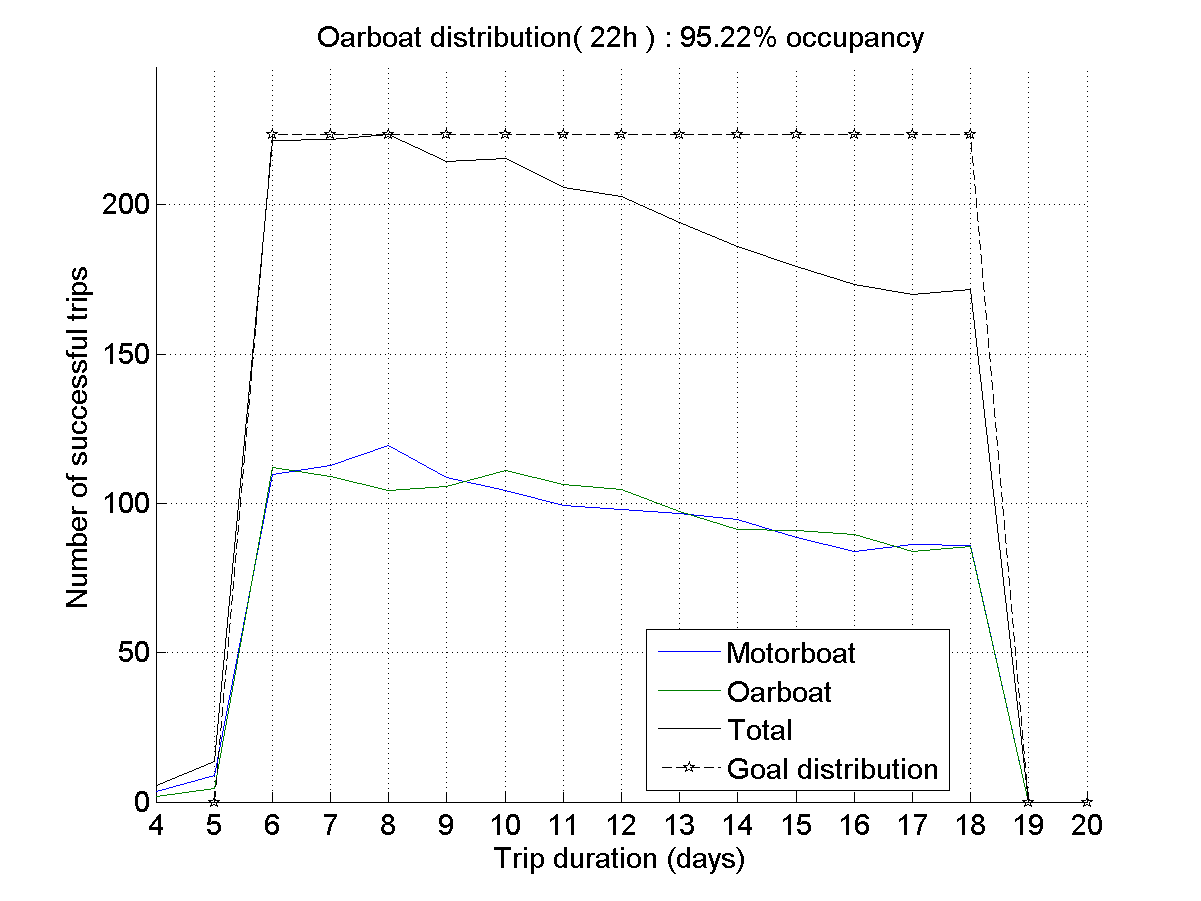 Oarboat distribution( 22h ) : 95.22% occupancy
Number of successful trips
200
150
100
50
0
4 5 6 7 8 9 10 11 12 13 14 15 16 17 18 19 20
Trip duration (days)
Motorboat
Oarboat
Total
Goal distribution